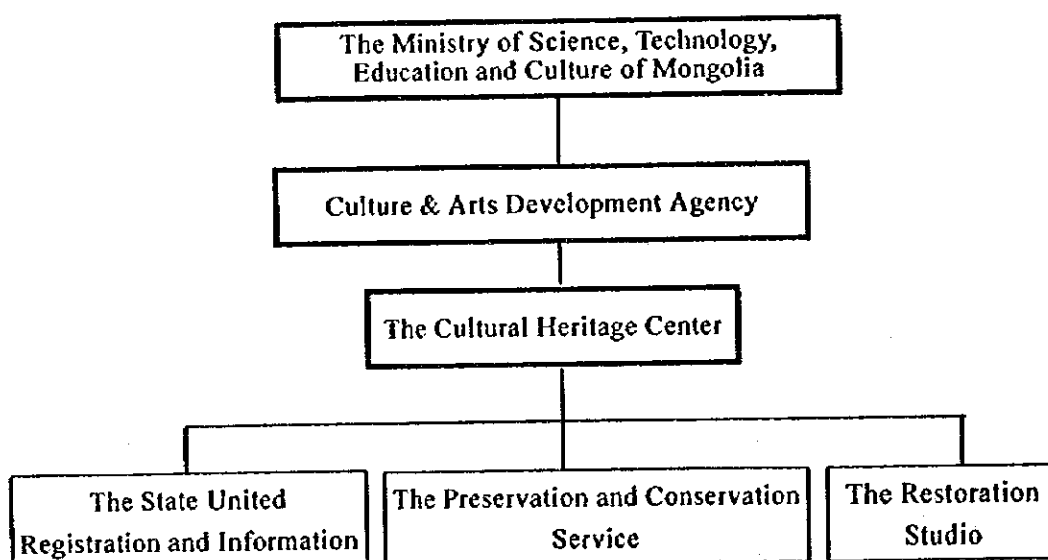 The Ministry of Science, Technology,
Education and Culture of Mongolia
Culture & Arts Development Agency
The Cultural Heritage Center
The State United
Registration and Information
The Preservation and Conservation
Service
The Restoration
Studio